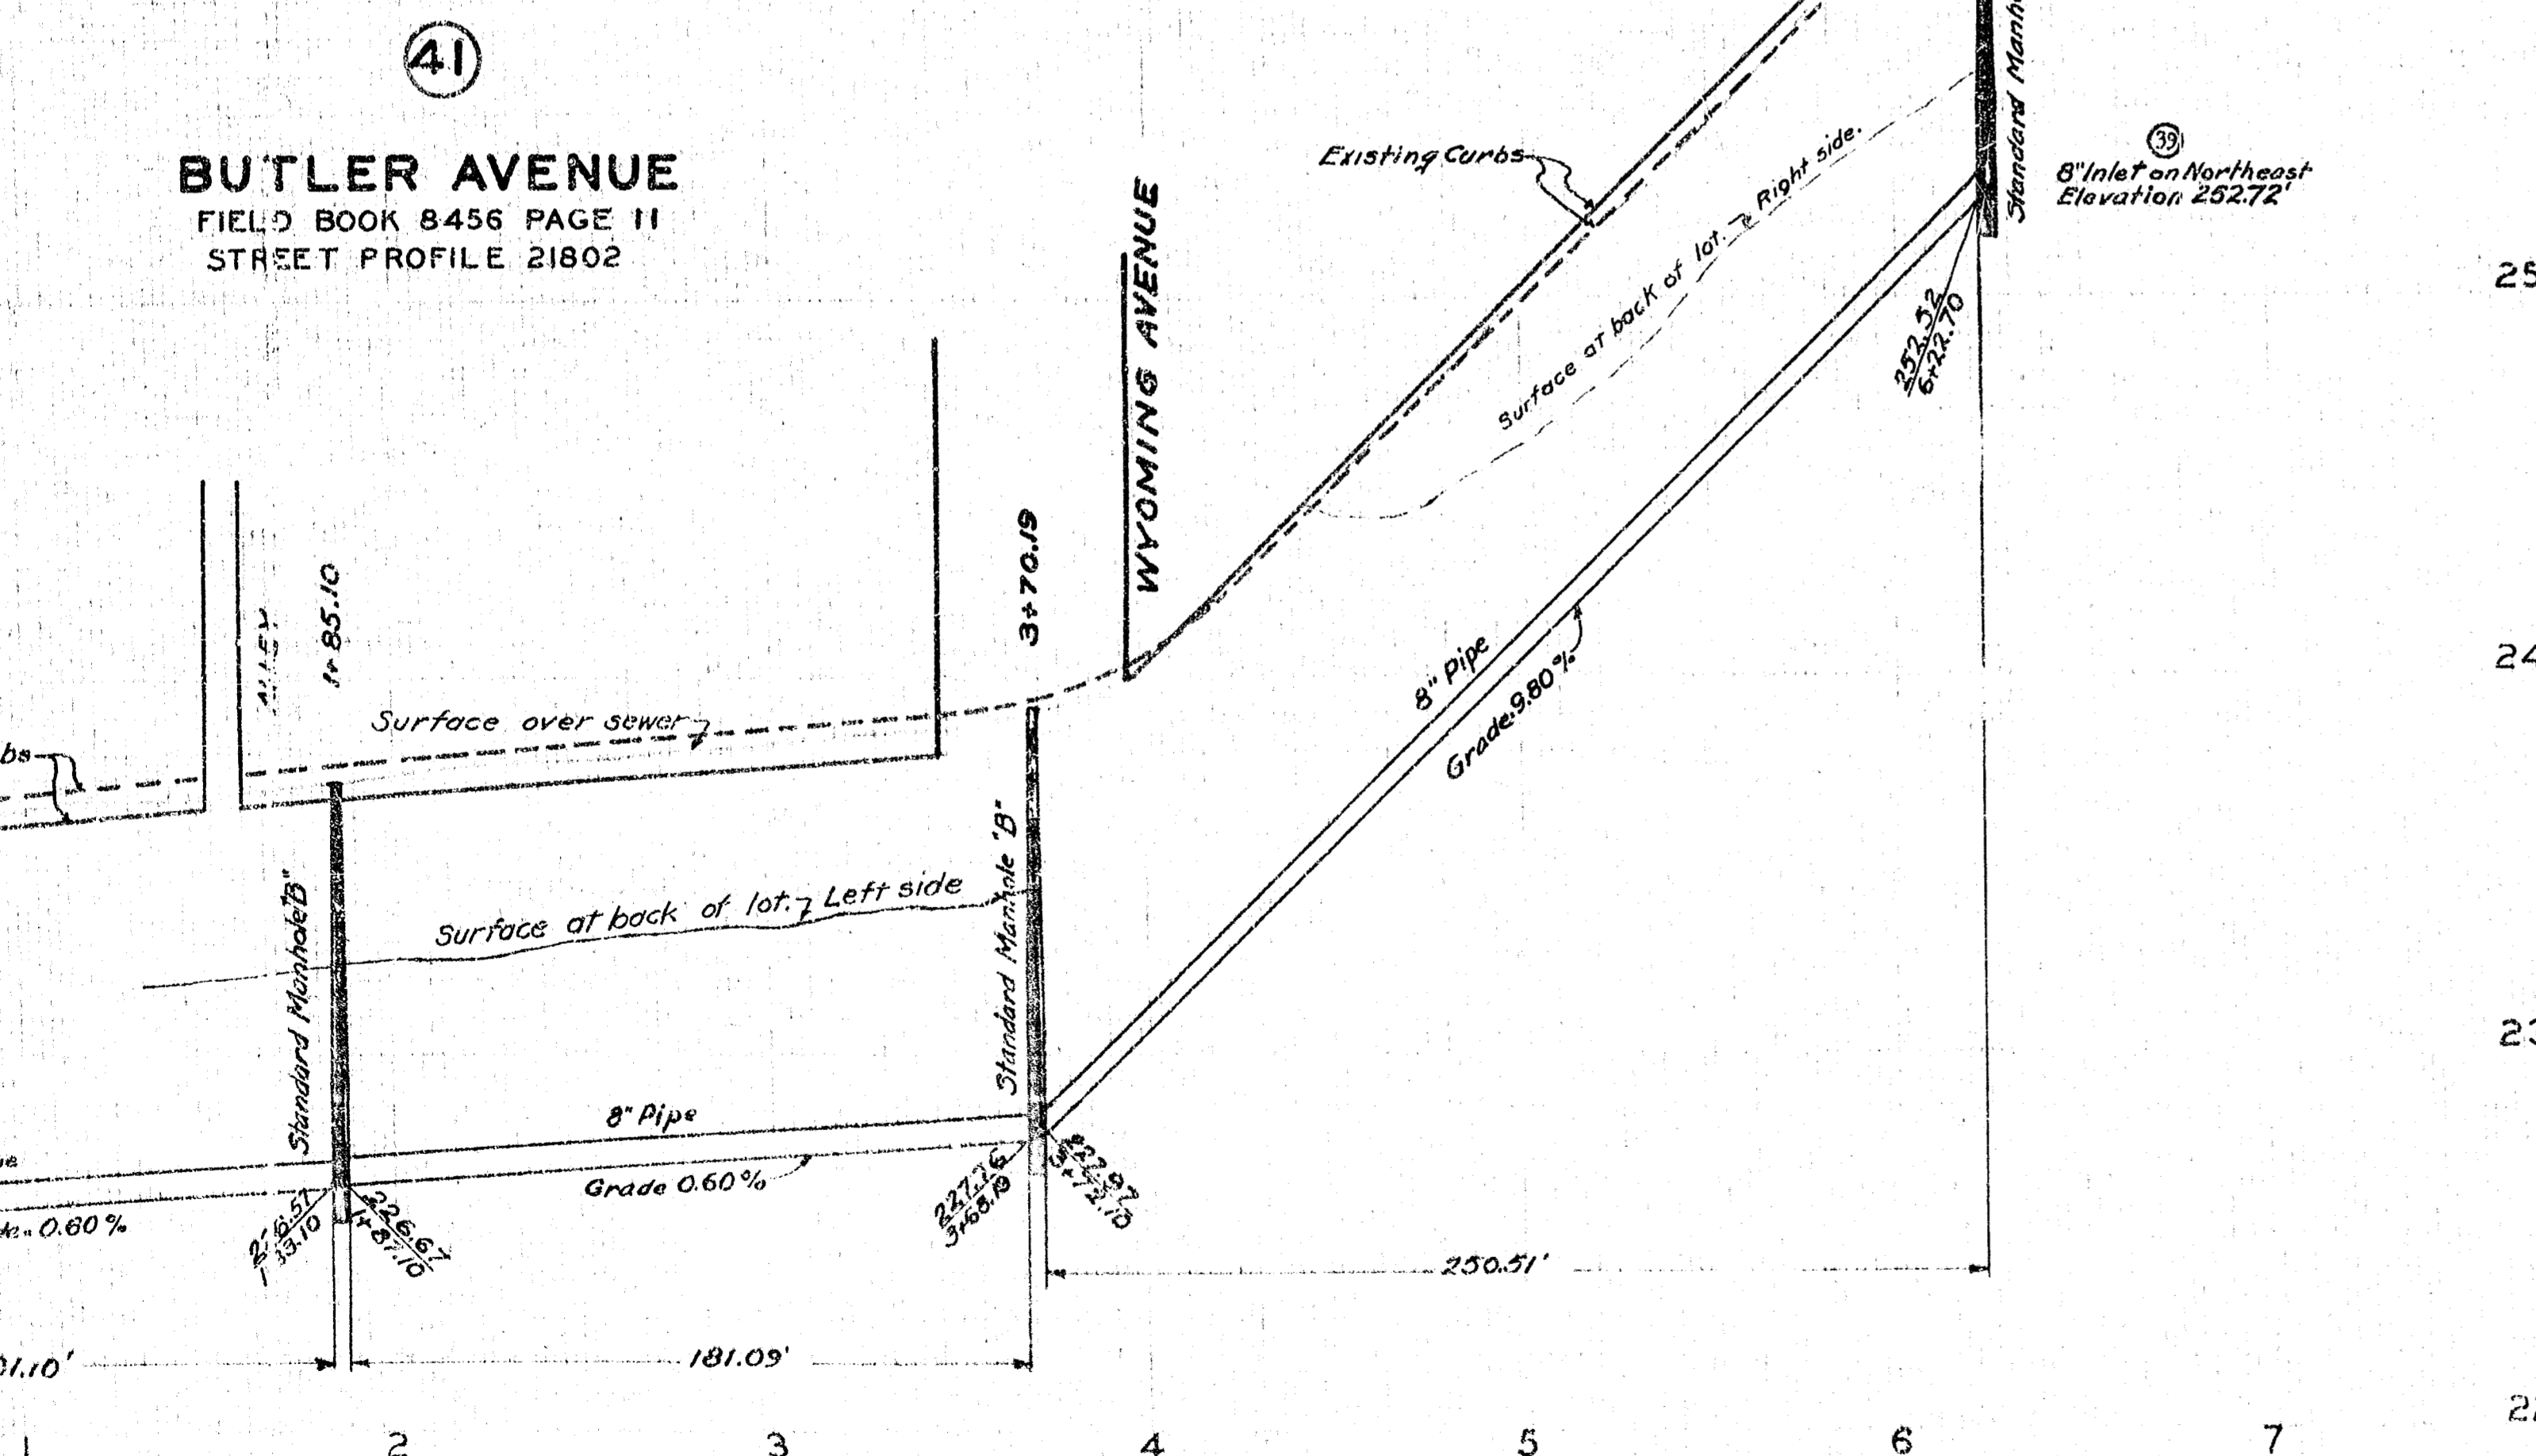 41
BUTLER AVENUE
FIELD BOOK 8456 PAGE 11
STREET PROFILE 21802
Existing Curbs
Surface at back of lot. Right side.
Standard
39
8" Inlet on Northeast
Elevation 252.72'
WYOMING AVENUE
252.52
6+22.70
3+70.19
ALLEY
1+85.10
8" Pipe
Grade.9.80%
Surface over sewer
bs
Surface at back of lot. Left side
Standard Manhole "B"
Standard Manhole "B"
8" Pipe
Grade 0.60%
0.60%
226.67
1+87.10
227.76
3+68.19
250.51'
181.09'
1.10'
1 2 3 4 5 6 7